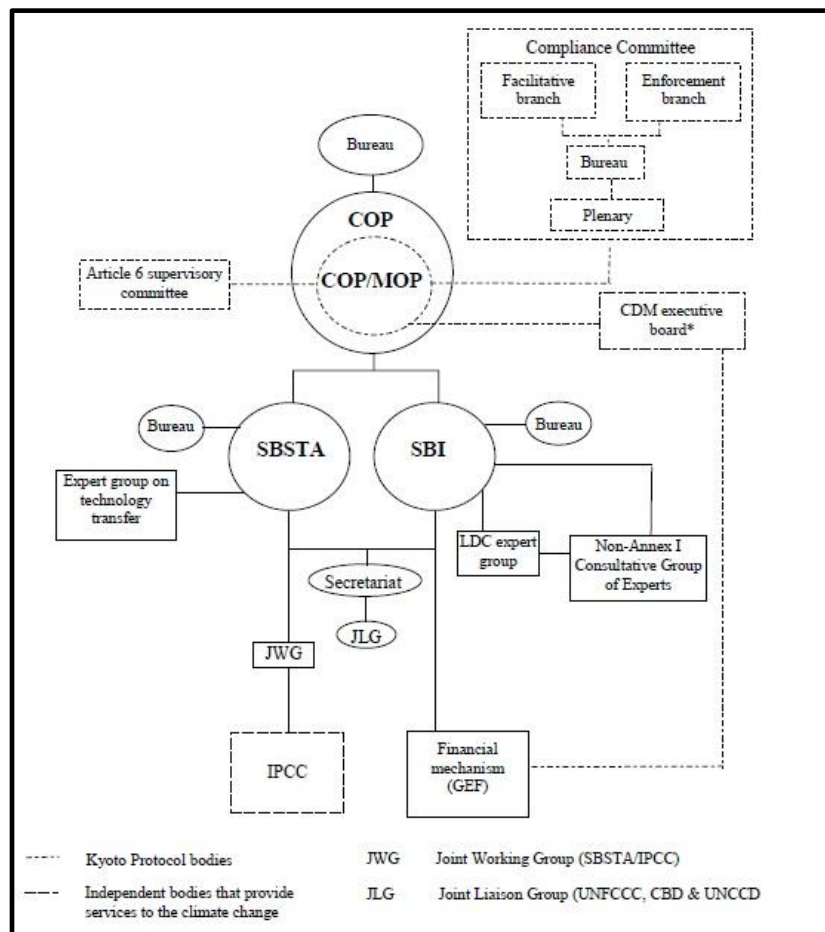 Compliance Committee
Facilitative
branch
Enforcement
branch
Bureau
Plenary
Bureau
COP
COP/MOP
Article 6 supervisory
committee
CDM executive
board*
Bureau
SBSTA
SBI
Bureau
Expert group on
technology
transfer
LDC expert
group
Non-Annex I
Consultative Group
of Experts
Secretariat
JLG
JWG
IPCC
Financial
mechanism
(GEF)
Kyoto Protocol bodies
JWG Joint Working Group (SBSTA/IPCC)
Independent bodies that provide
services to the climate change
JLG Joint Liaison Group (UNFCCC, CBD & UNCCD